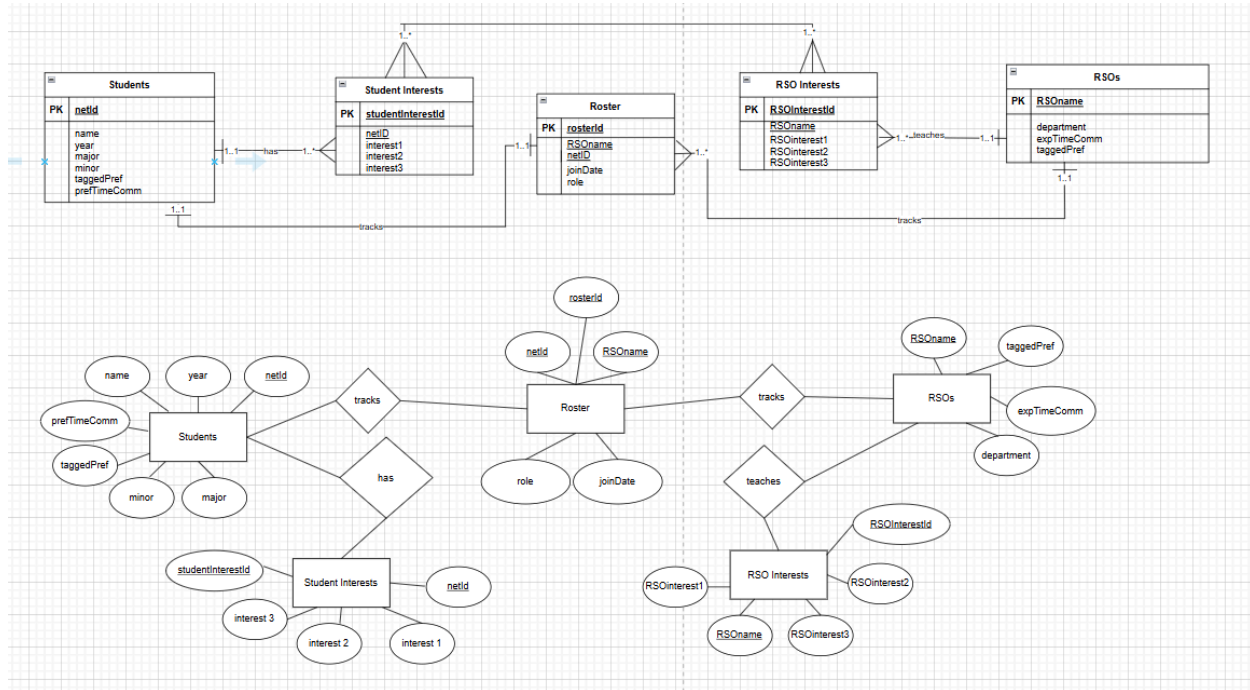 1..*
1..*
Students
PK netId
name
year
major
minor
taggedPref
prefTimeComm
1..1
has
1..*
Student Interests
PK studentInterestId
netID
interest1
interest2
interest3
1..1
Roster
PK rosterId
RSOname
netID
joinDate
role
1..*
RSO Interests
PK RSOInterestId
RSOname
RSOinterest1
RSOinterest2
RSOinterest3
1..*
teaches
1..1
RSOs
PK RSOname
department
expTimeComm
taggedPref
1..1
1..1
tracks
tracks
rosterId
netId
RSOname
Roster
role
joinDate
tracks
tracks
name
year
netId
prefTimeComm
Students
taggedPref
minor
major
has
studentInterestId
Student Interests
netId
interest 3
interest 2
interest 1
RSOname
taggedPref
RSOs
expTimeComm
department
teaches
RSOInterestId
RSOinterest1
RSO Interests
RSOinterest2
RSOname
RSOinterest3